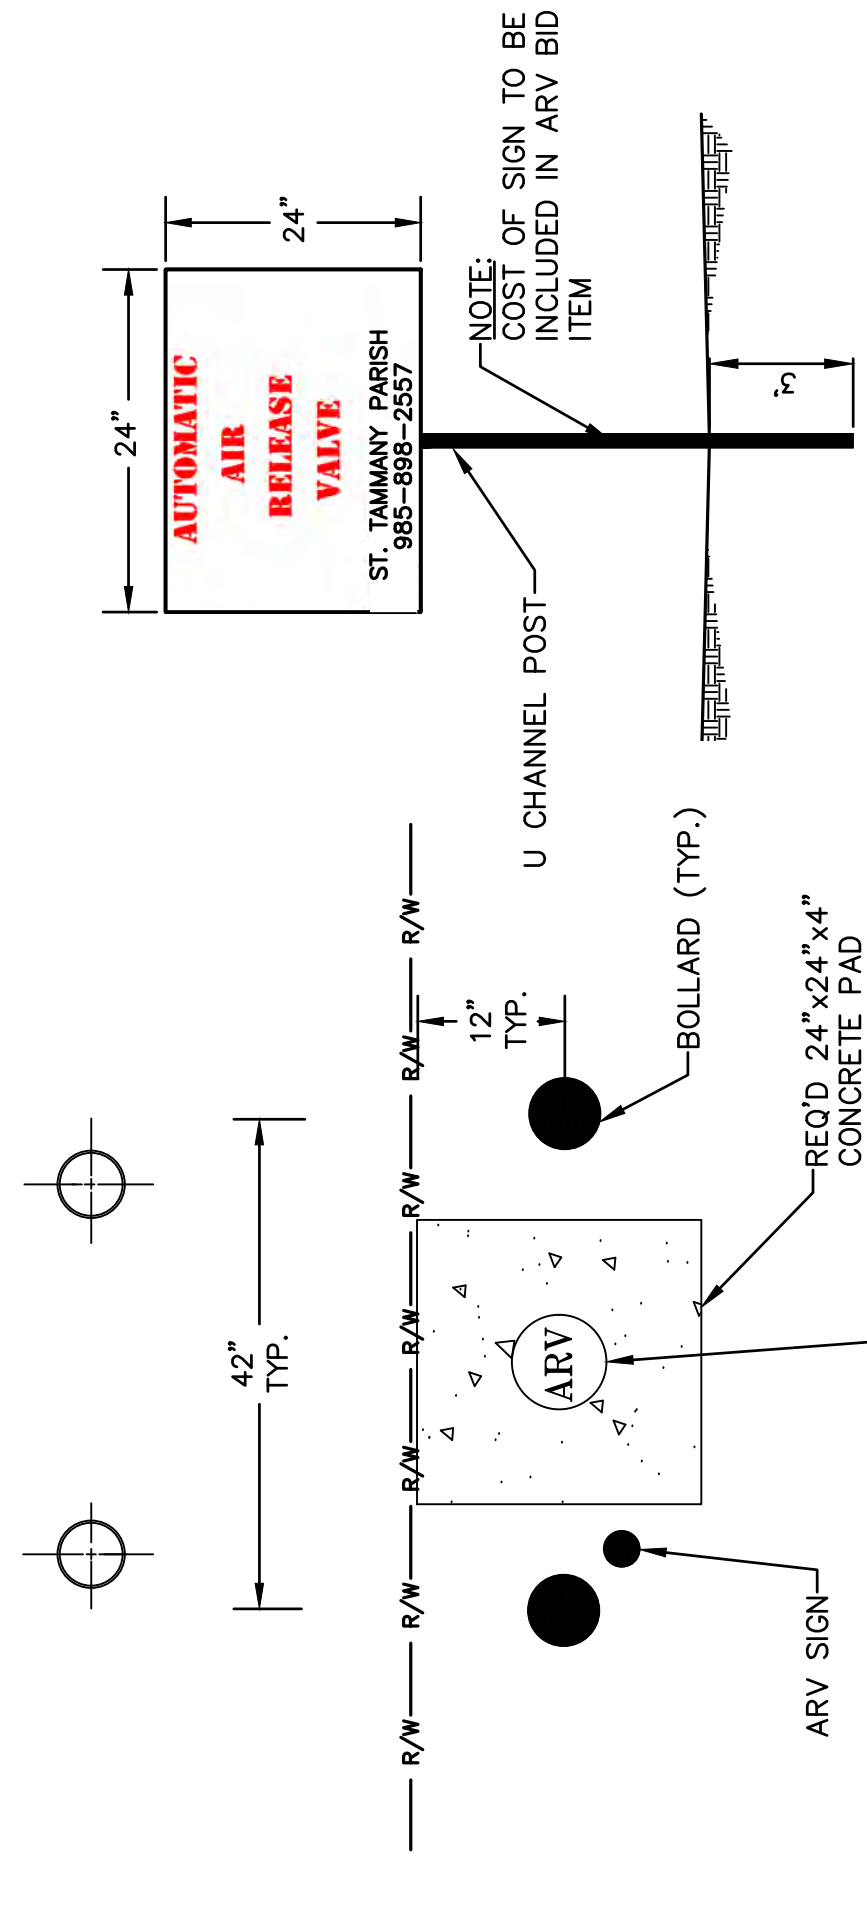 24"
24"
AUTOMATIC
AIR
RELEASE
VALVE
ST. TAMMANY PARISH
985-898-2557
NOTE:
COST OF SIGN TO BE
INCLUDED IN ARV BID
ITEM
U CHANNEL POST
3'
42"
TYP.
R/W R/W R/W R/W R/W R/W R/W
12"
TYP.
ARV
BOLLARD (TYP.)
REQ'D 24"x24"x4"
CONCRETE PAD
ARV SIGN